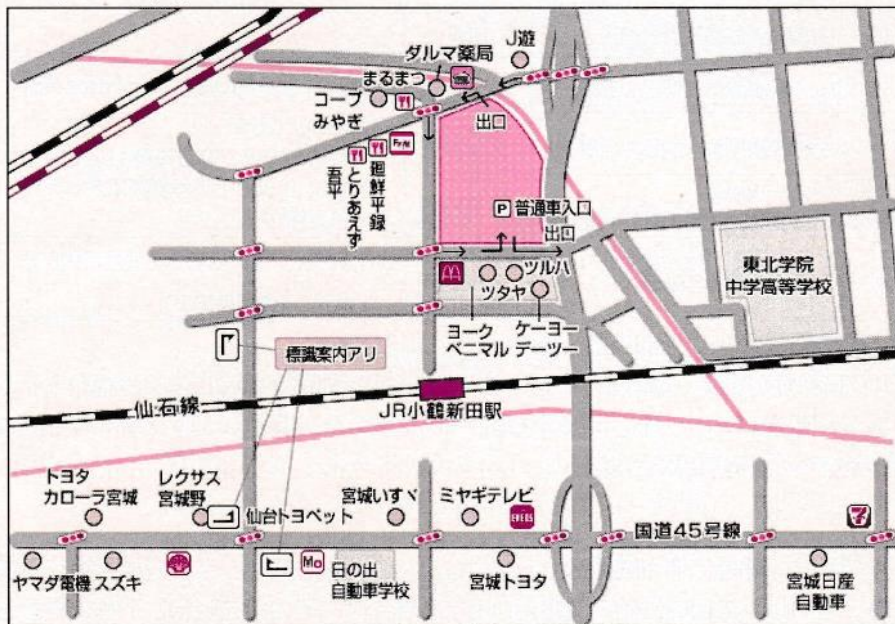 J遊
ダルマ薬局
まるまつ
コープ
みやぎ
出口
廻鮮平禄
とりあえず
吾平
P 普通車入口
出口
ツルハ
ツタヤ
東北学院
中学高等学校
ヨーク
ベニマル
ケーヨー
デーツー
標識案内アリ
仙石線
JR小鶴新田駅
トヨタ
カローラ宮城
レクサス
宮城野
仙台トヨペット
宮城いすゞ
ミヤギテレビ
ENEOS
7
国道45号線
ヤマダ電機
スズキ
Mo
日の出
自動車学校
宮城トヨタ
宮城日産
自動車